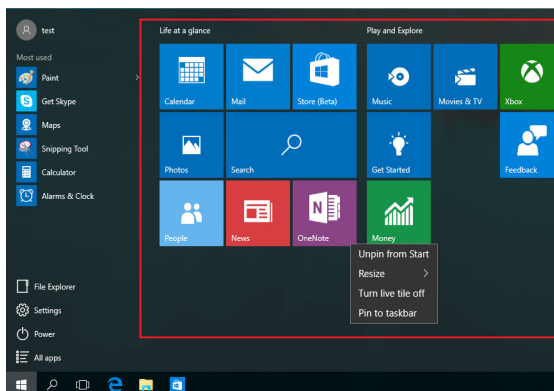 test
Most used
Paint
Get Skype
Maps
Snipping Tool
Calculator
Alarms & Clock
File Explorer
Settings
Power
All apps
Life at a glance
Calendar
Mail
Store (Beta)
Photos
Search
People
News
OneNote
Play and Explore
Music
Movies & TV
Xbox
Get Started
Feedback
Money
Unpin from Start
Resize
Turn live tile off
Pin to taskbar